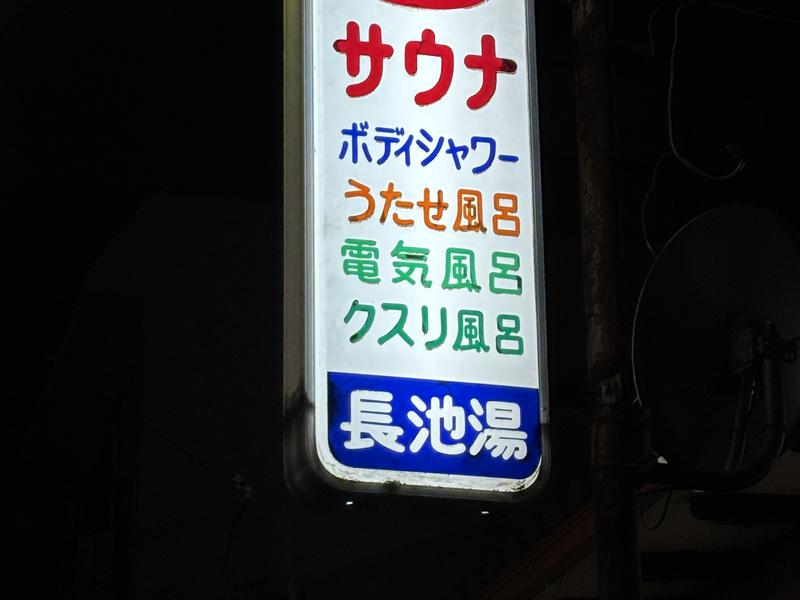 サウナ
ボディシャワー
うたせ風呂
電気風呂
クスリ風呂
長池湯